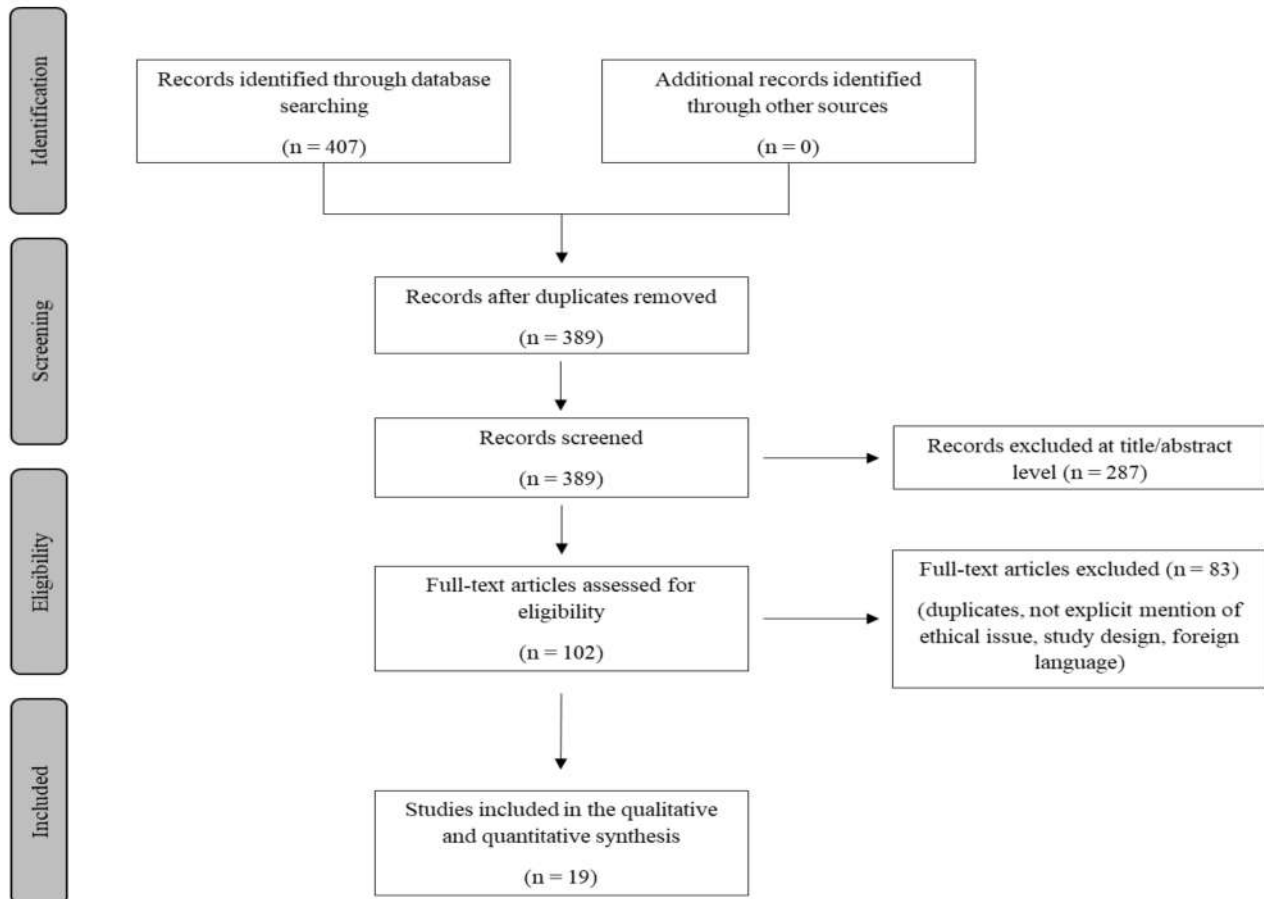 Identification
Records identified through database
searching
(n = 407)
Additional records identified
through other sources
(n = 0)
Screening
Records after duplicates removed
(n = 389)
Records screened
(n = 389)
Records excluded at title/abstract
level (n = 287)
Eligibility
Full-text articles assessed for
eligibility
(n = 102)
Full-text articles excluded (n = 83)
(duplicates, not explicit mention of
ethical issue, study design, foreign
language)
Included
Studies included in the qualitative
and quantitative synthesis
(n = 19)